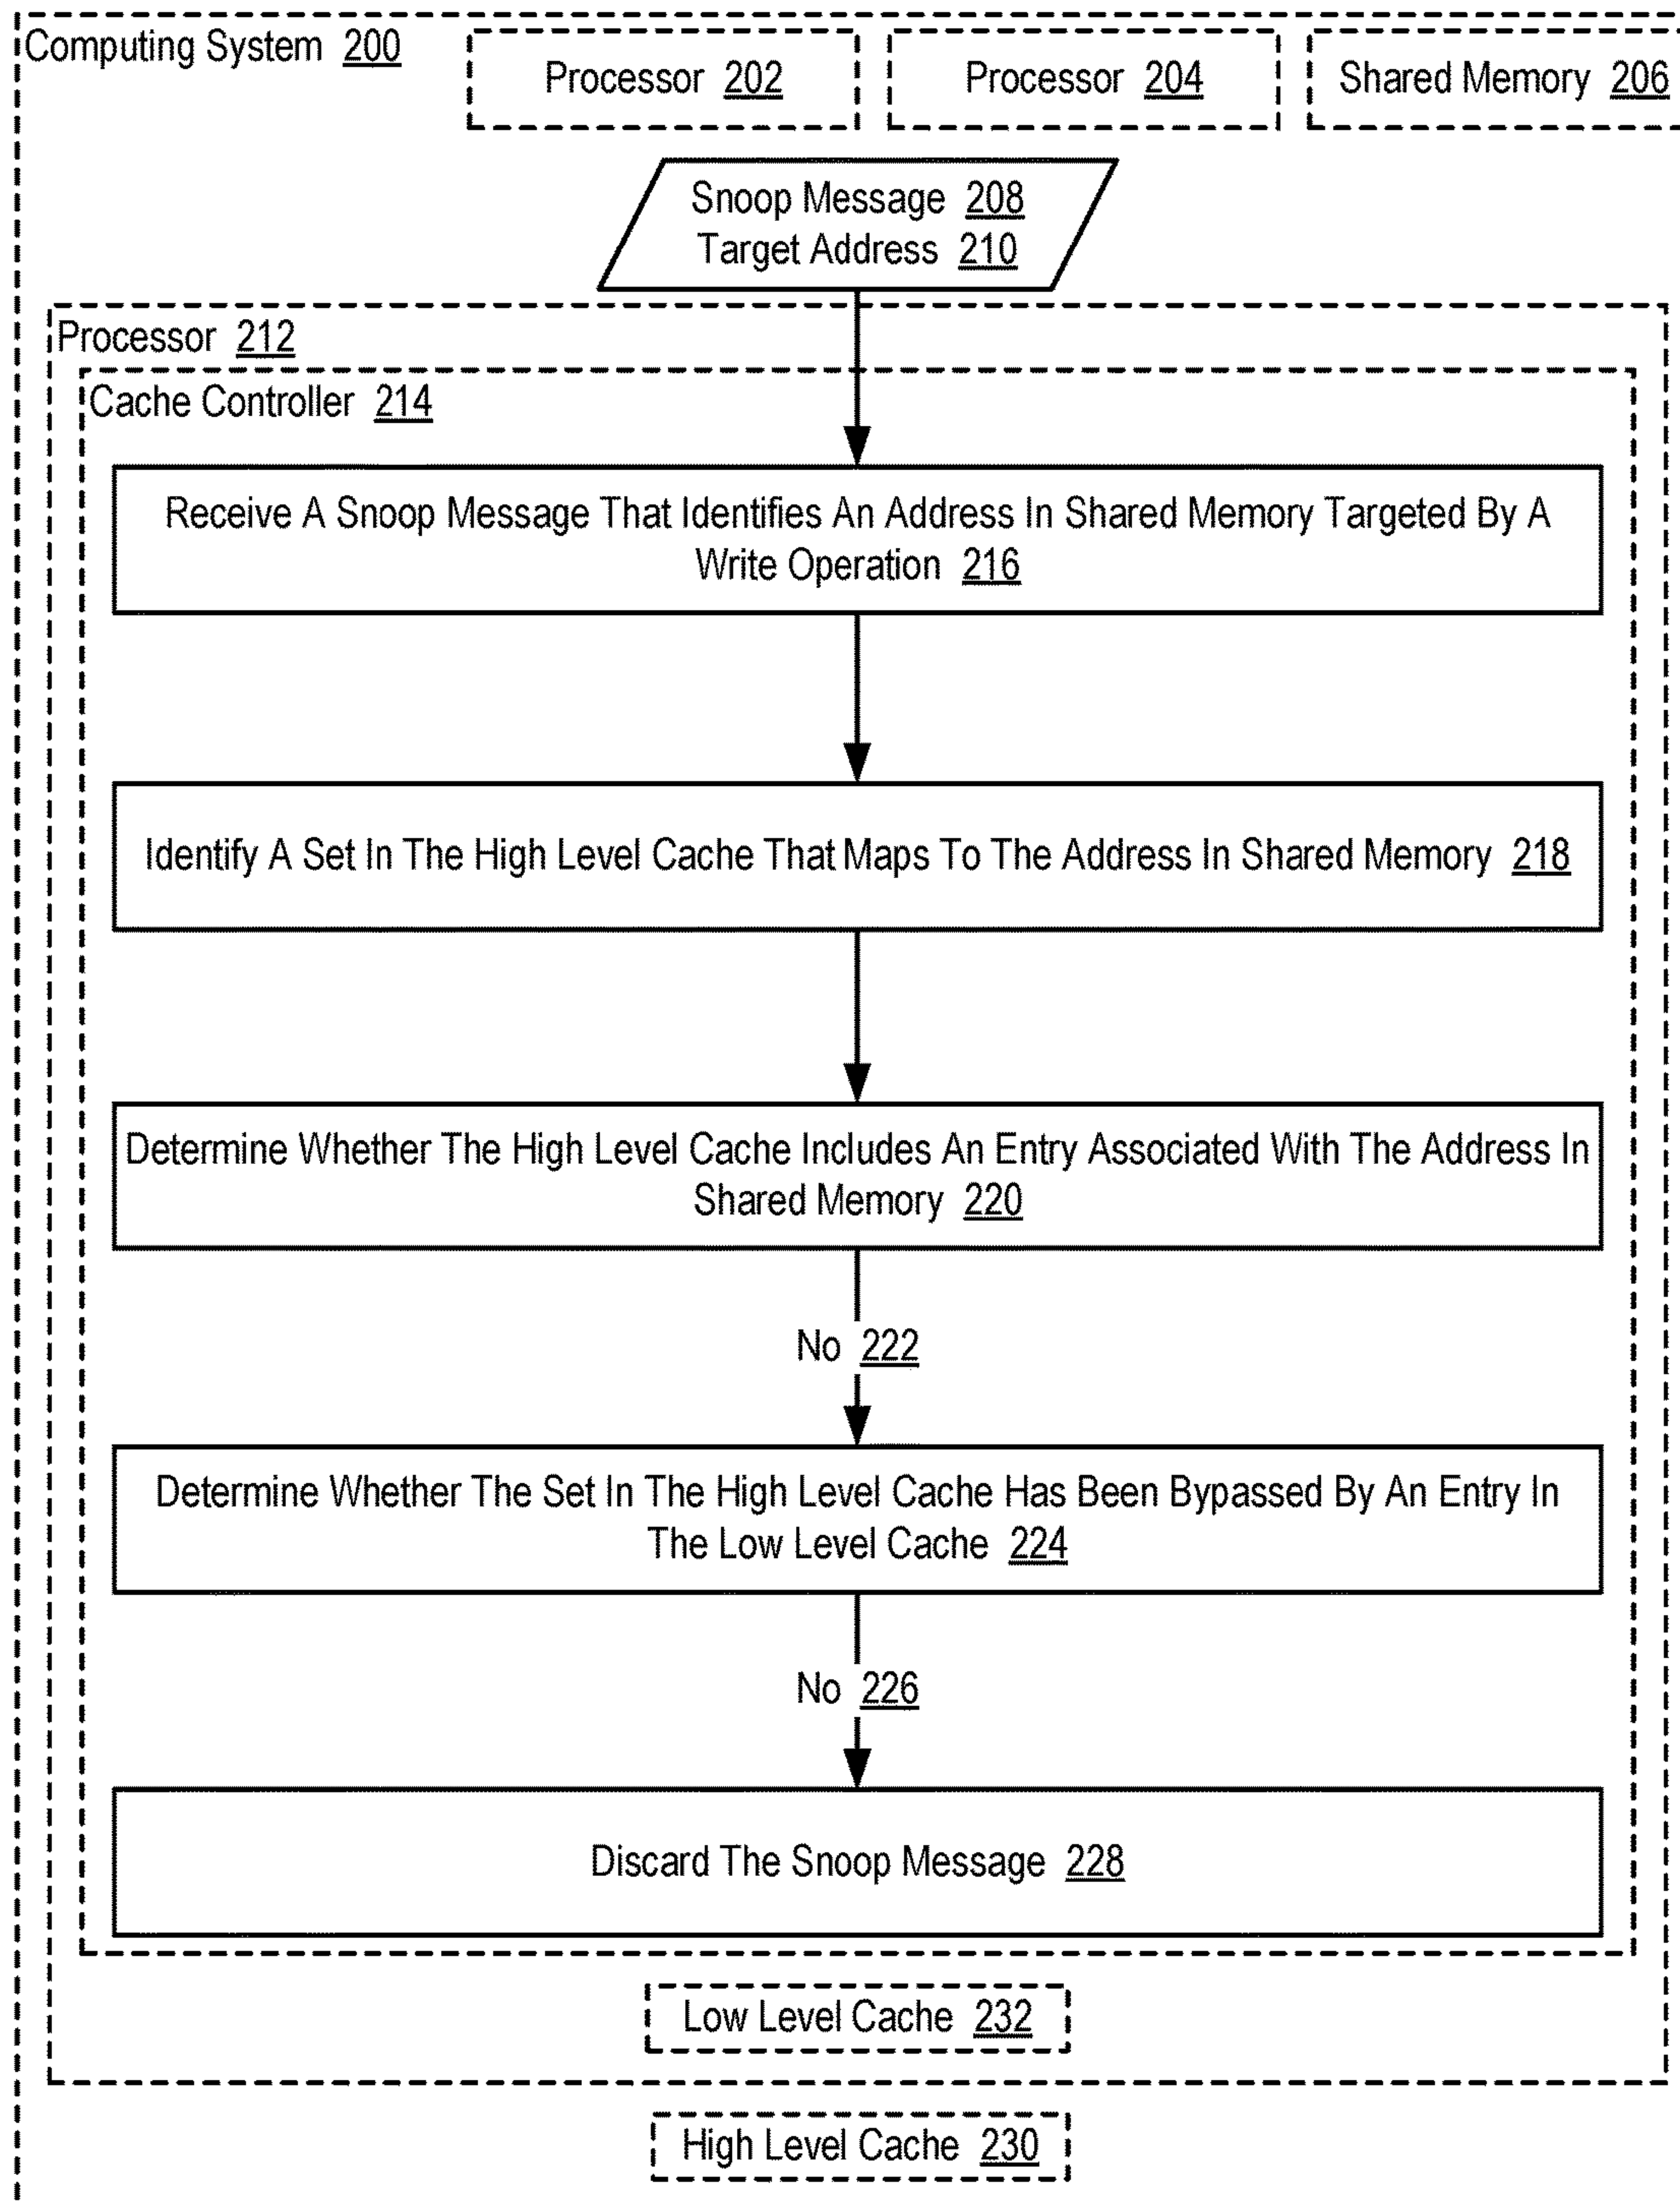 Computing System 200
Processor 202
Processor 204
Shared Memory 206
Snoop Message 208
Target Address 210
Processor 212
Cache Controller 214
Receive A Snoop Message That Identifies An Address In Shared Memory Targeted By A
Write Operation 216
Identify A Set In The High Level Cache That Maps To The Address In Shared Memory 218
Determine Whether The High Level Cache Includes An Entry Associated With The Address In
Shared Memory 220
No 222
Determine Whether The Set In The High Level Cache Has Been Bypassed By An Entry In
The Low Level Cache 224
No 226
Discard The Snoop Message 228
Low Level Cache 232
High Level Cache 230